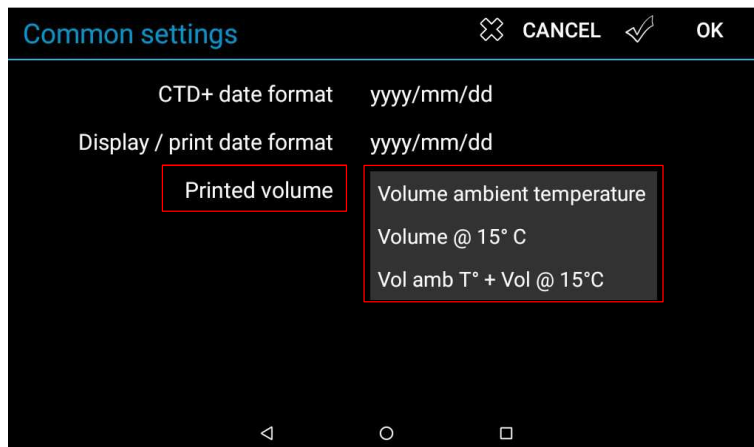 Common settings CANCEL OK
CTD+ date format yyyy/mm/dd
Display / print date format yyyy/mm/dd
Printed volume
Volume ambient temperature
Volume @ 15° C
Vol amb T° + Vol @ 15°C